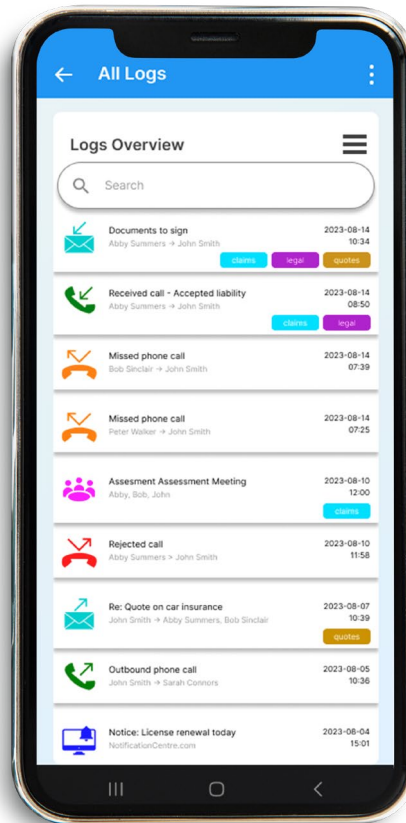 All Logs
Logs Overview
Search
Documents to sign
2023-08-14
Abby Summers → John Smith
10:34
claims
legal
quotes
Received call - Accepted liability
2023-08-14
Abby Summers → John Smith
08:50
claims
legal
Missed phone call
2023-08-14
Bob Sinclair → John Smith
07:39
Missed phone call
2023-08-14
Peter Walker → John Smith
07:25
Assesment Assessment Meeting
2023-08-10
Abby, Bob, John
12:00
claims
Rejected call
2023-08-10
Abby Summers > John Smith
11:58
Re: Quote on car insurance
2023-08-07
John Smith → Abby Summers, Bob Sinclair
10:39
quotes
Outbound phone call
2023-08-05
John Smith → Sarah Connors
10:36
Notice: License renewal today
2023-08-04
NotificationCentre.com
15:01